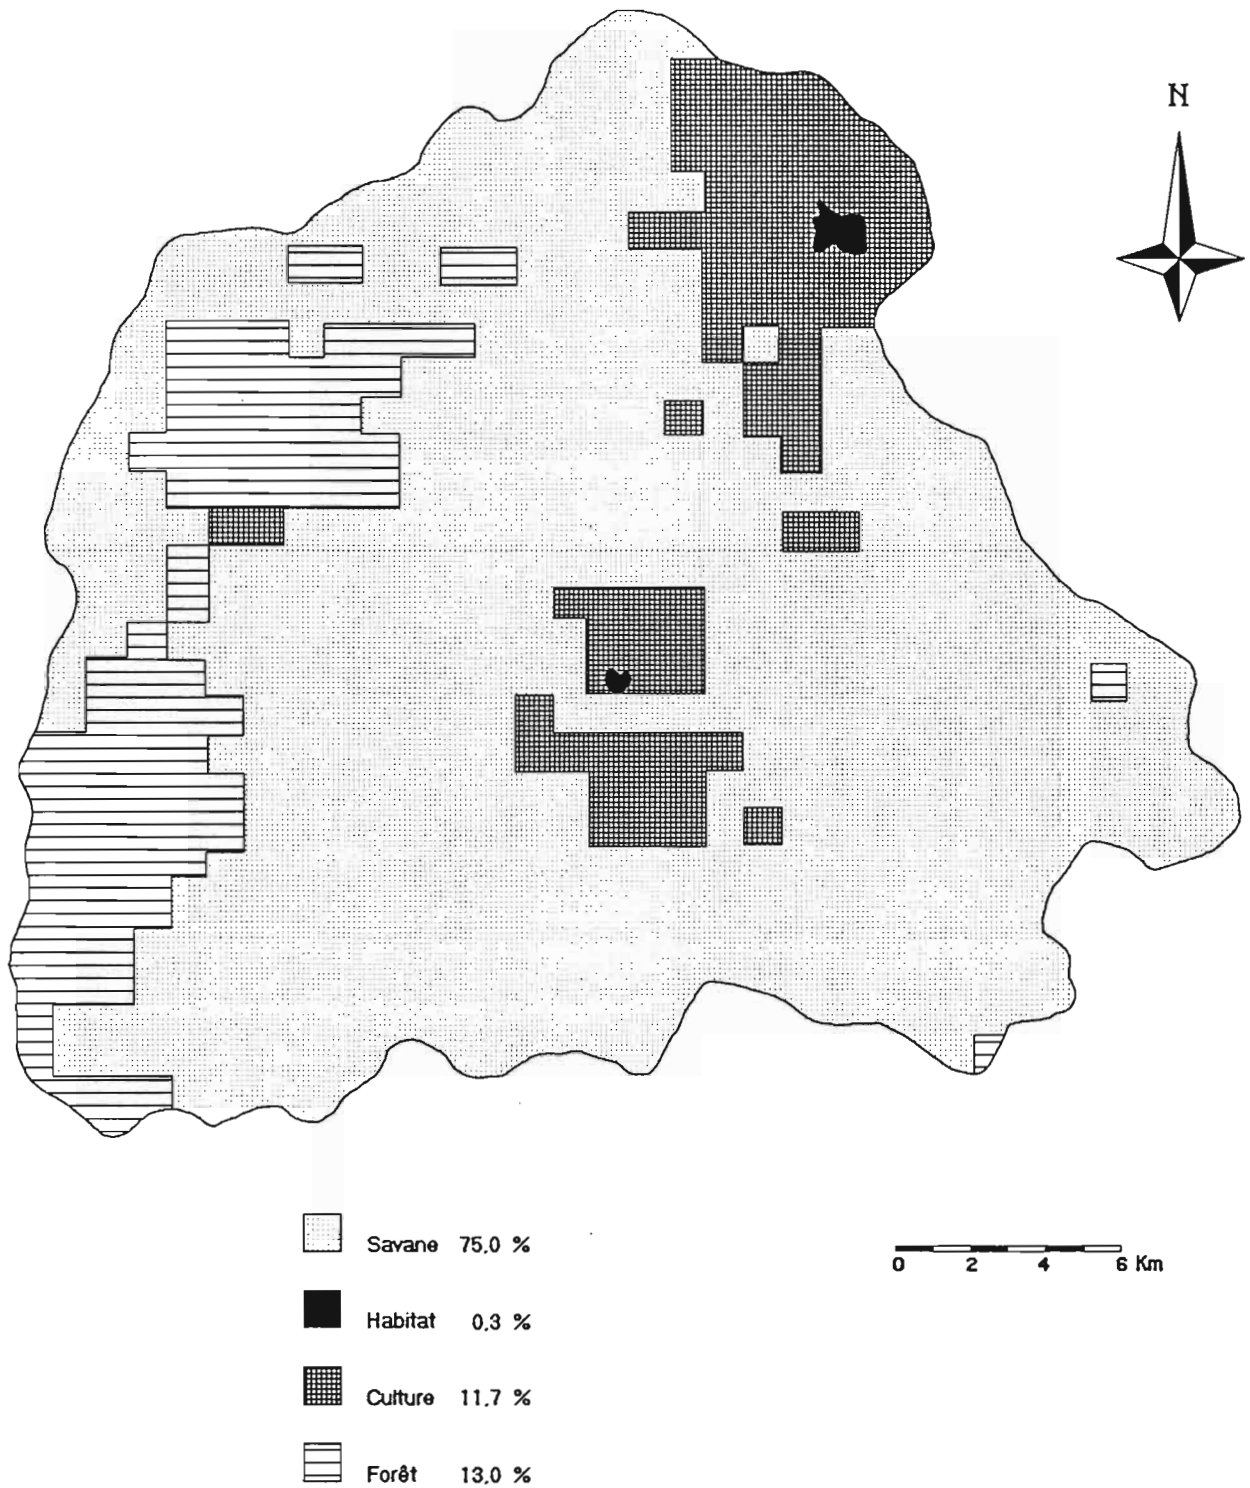 N
Savane 75,0 %
Habitat 0,3 %
Culture 11,7 %
Forêt 13,0 %
0 2 4 6 Km